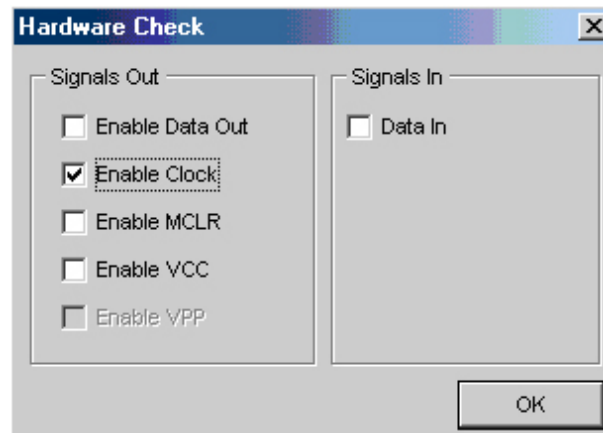 Hardware Check
Signals Out
Enable Data Out
Enable Clock
Enable MCLR
Enable VCC
Enable VPP
Signals In
Data In
OK